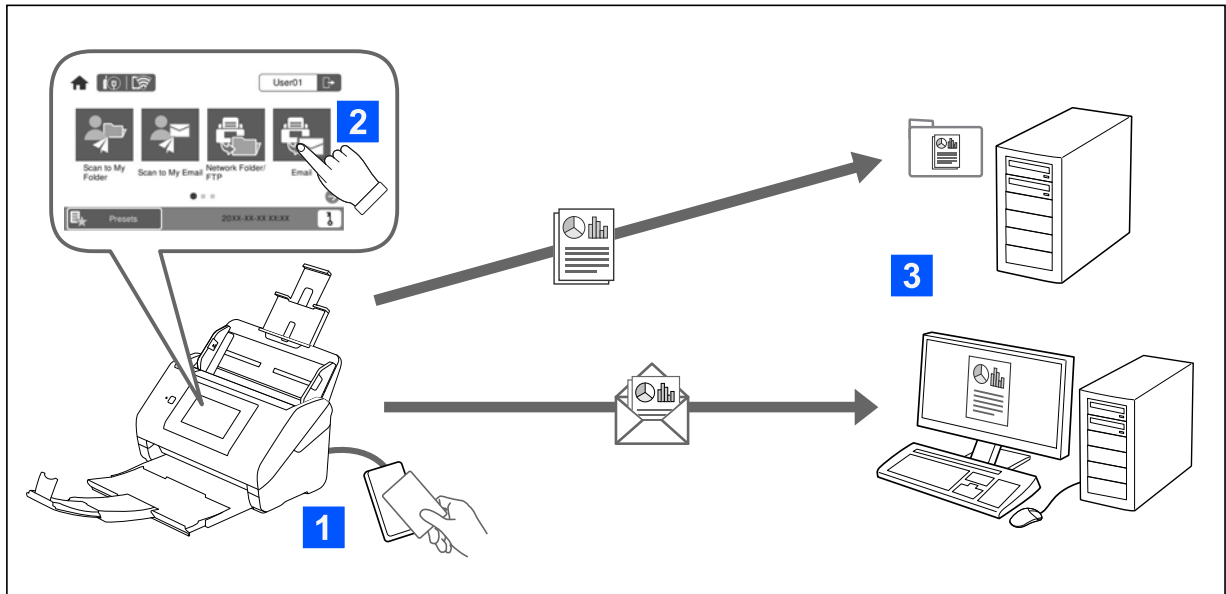 User01
2
Scan to My
Folder
Scan to My Email
Network Folder/
FTP
Email
Presets
20XX-XX-XX XX:XX
3
1